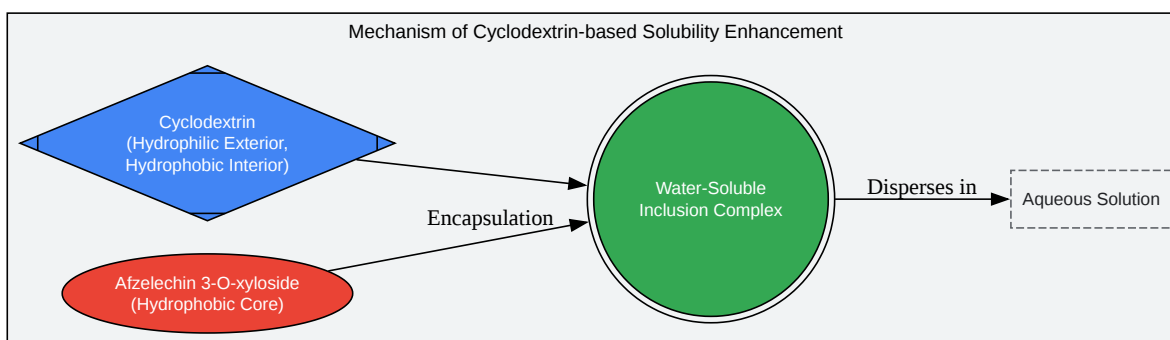 Mechanism of Cyclodextrin-based Solubility Enhancement
Cyclodextrin
(Hydrophilic Exterior,
Hydrophobic Interior)
Encapsulation
Afzelechin 3-O-xyloside
(Hydrophobic Core)
Water-Soluble
Inclusion Complex
Disperses in
Aqueous Solution